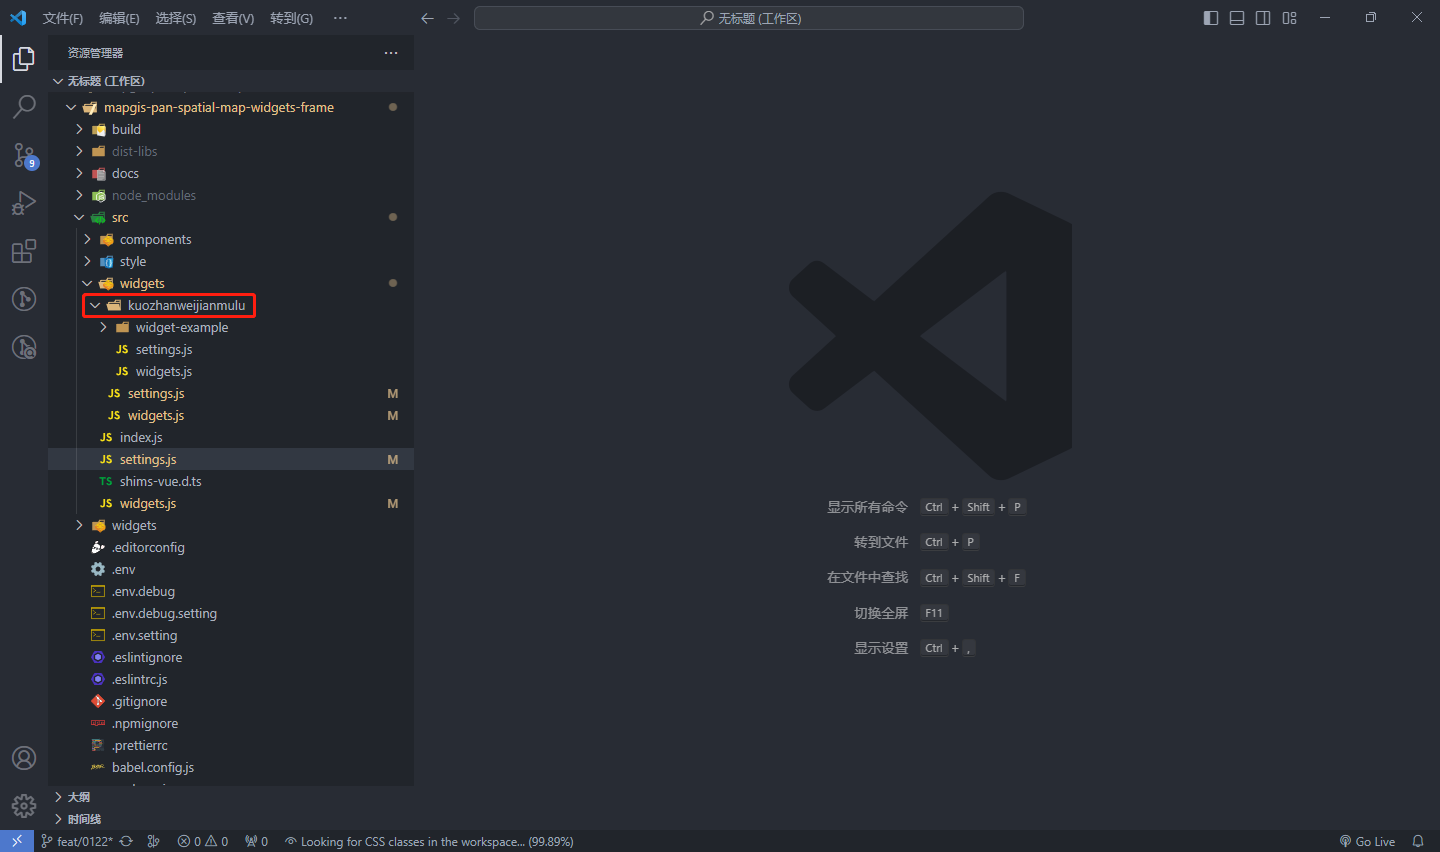 文件(F) 编辑(E) 选择(S) 查看(V) 转到(G) ···
无标题 (工作区)
资源管理器 ···
无标题 (工作区)
mapgis-pan-spatial-map-widgets-frame
build
dist-libs
docs
node_modules
src
components
style
widgets
kuozhanweijianmulu
widget-example
JS settings.js
JS widgets.js
JS settings.js M
JS widgets.js M
JS index.js
JS settings.js M
TS shims-vue.d.ts
JS widgets.js M
widgets
.editorconfig
.env
.env.debug
.env.debug.setting
.env.setting
.eslintignore
.eslintrc.js
.gitignore
.npmignore
.prettierrc
babel.config.js
大纲
时间线
9
显示所有命令 Ctrl + Shift + P
转到文件 Ctrl + P
在文件中查找 Ctrl + Shift + F
切换全屏 F11
显示设置 Ctrl + ,
feat/0122* 0 0 0 Looking for CSS classes in the workspace... (99.89%) Go Live